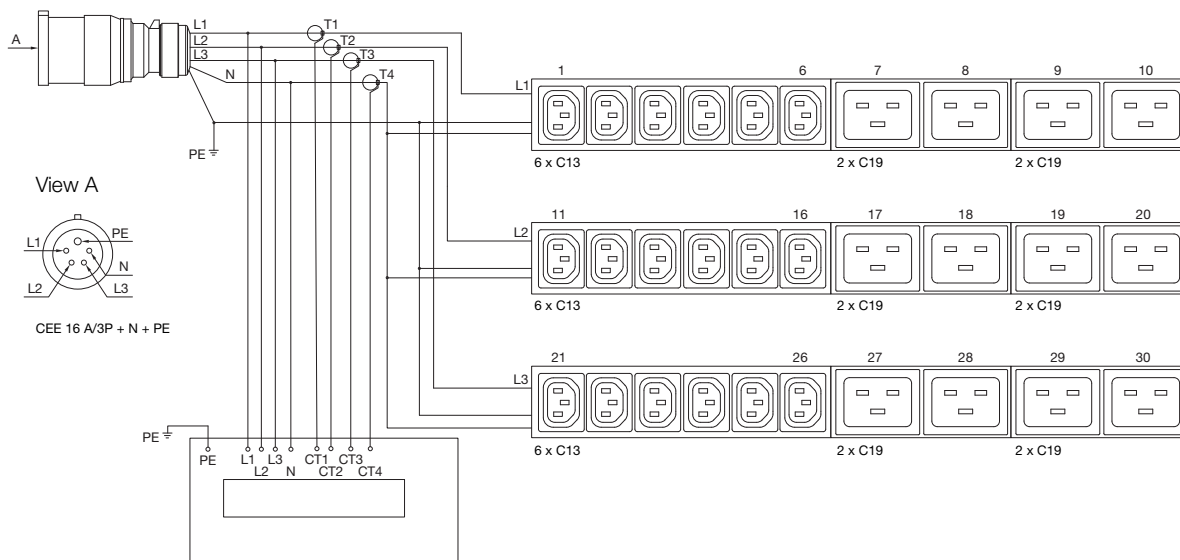 A
L1
L2
L3
N
T1
T2
T3
T4
PE
View A
L1
PE
N
L2
L3
CEE 16 A/3P + N + PE
L1
1
6
7
8
9
10
6 x C13
2 x C19
2 x C19
L2
11
16
17
18
19
20
6 x C13
2 x C19
2 x C19
L3
21
26
27
28
29
30
6 x C13
2 x C19
2 x C19
PE
PE
L1
L2
L3
N
CT1
CT2
CT3
CT4